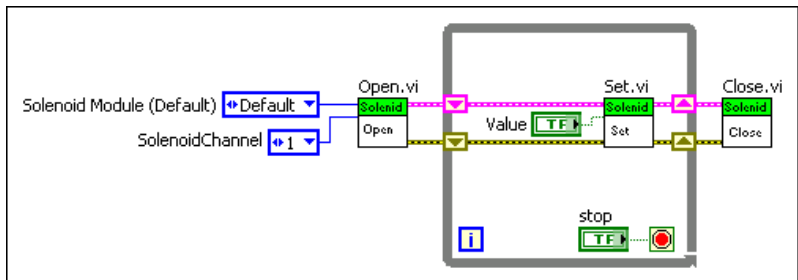 Open.vi
Set.vi
Close.vi
Solenoid Module (Default)
Default
Solenid
Open
SolenoidChannel
1
Value
TF
Solenid
Set
Solenid
Close
i
stop
TF